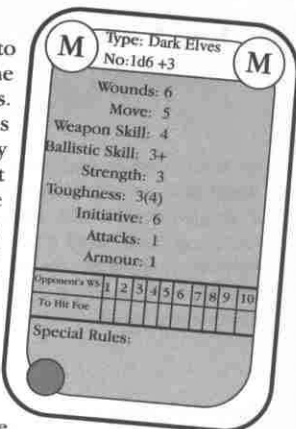 M Type: Dark Elves M
No:1d6 +3
Wounds: 6
Move: 5
Weapon Skill: 4
Ballistic Skill: 3+
Strength: 3
Toughness: 3(4)
Initiative: 6
Attacks: 1
Armour: 1
Opponent's WS 1 2 3 4 5 6 7 8 9 10
To Hit Foe
Special Rules: